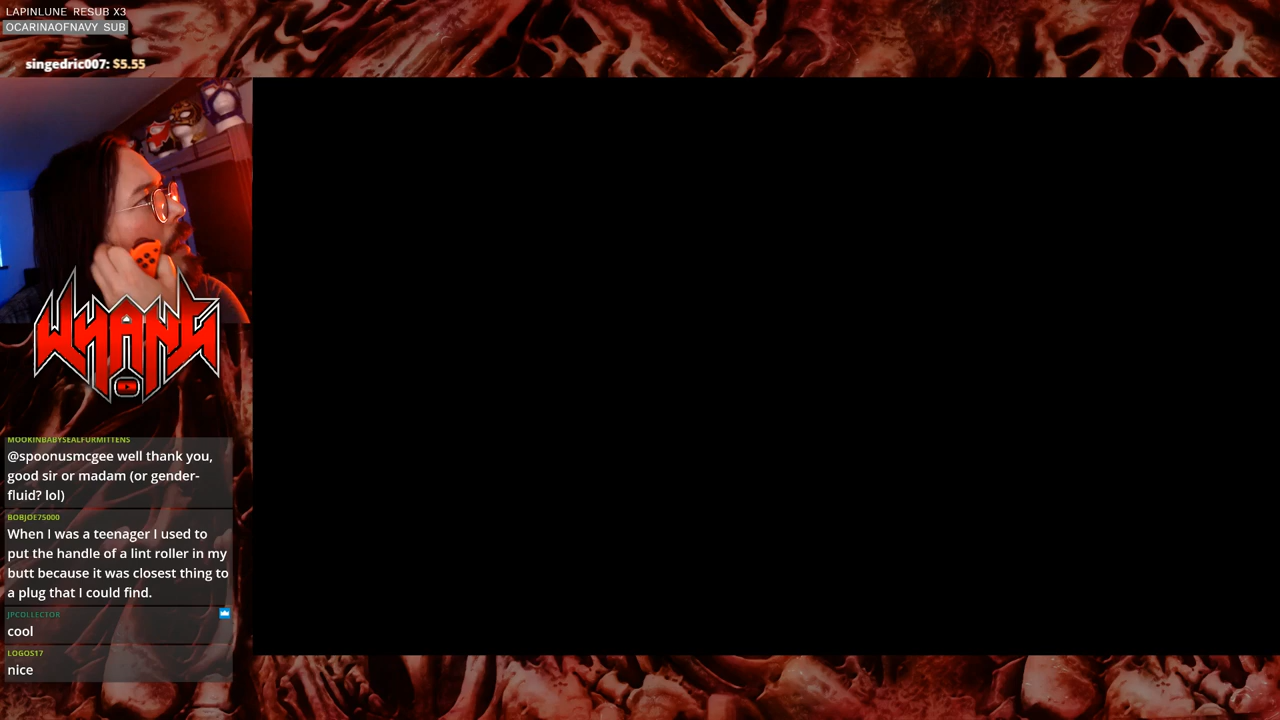 LAPINLUNE RESUB X3
OCARINAOFNAVY SUB
singedric007: $5.55
WYANG
MOOKINBABYSEALFURMITTENS
@spoonusmcgee well thank you,
good sir or madam (or gender-
fluid? lol)
BOBJOE75000
When I was a teenager I used to
put the handle of a lint roller in my
butt because it was closest thing to
a plug that I could find.
JPCOLLECTOR
cool
LOGOS17
nice